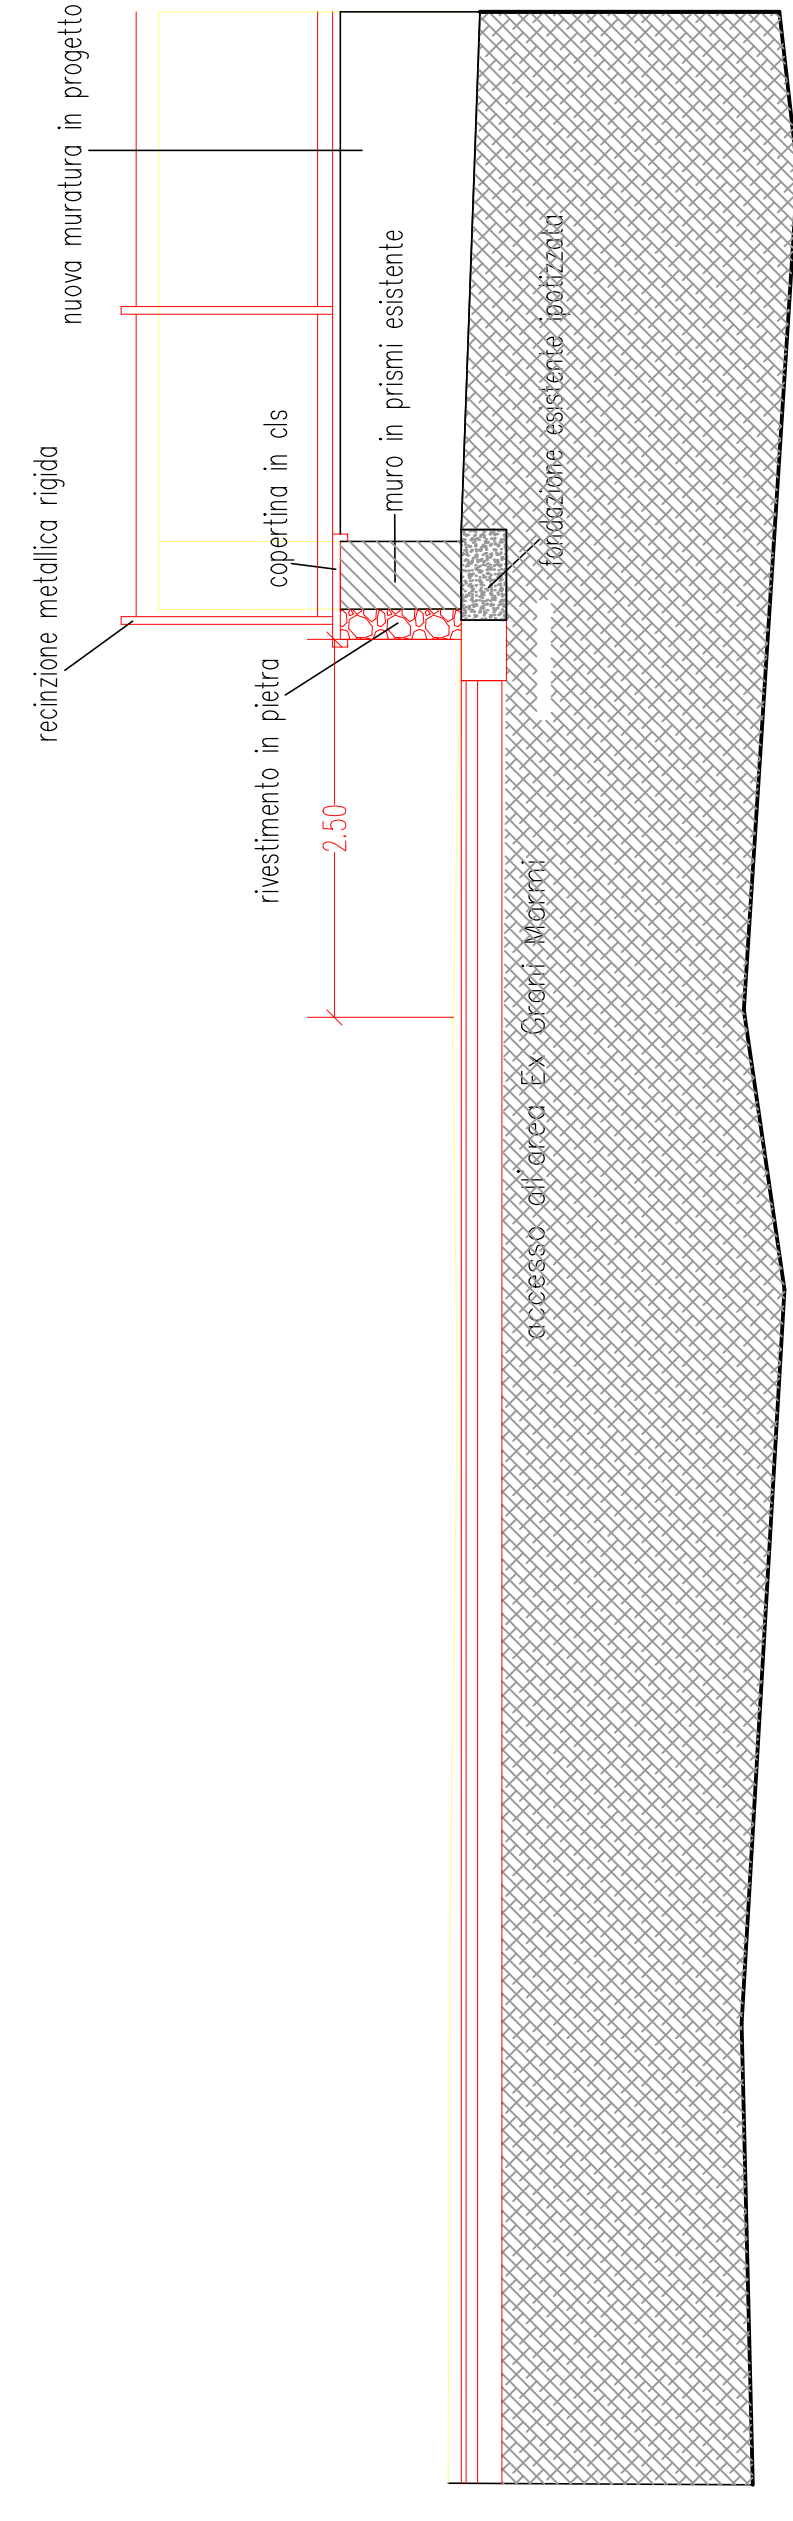 recinzione metallica rigida
nuova muratura in progetto
rivestimento in pietra
copertina in cls
2.50
muro in prismi esistente
accesso all'area Ex Grani Marmi
fondazione esistente ipotizzata